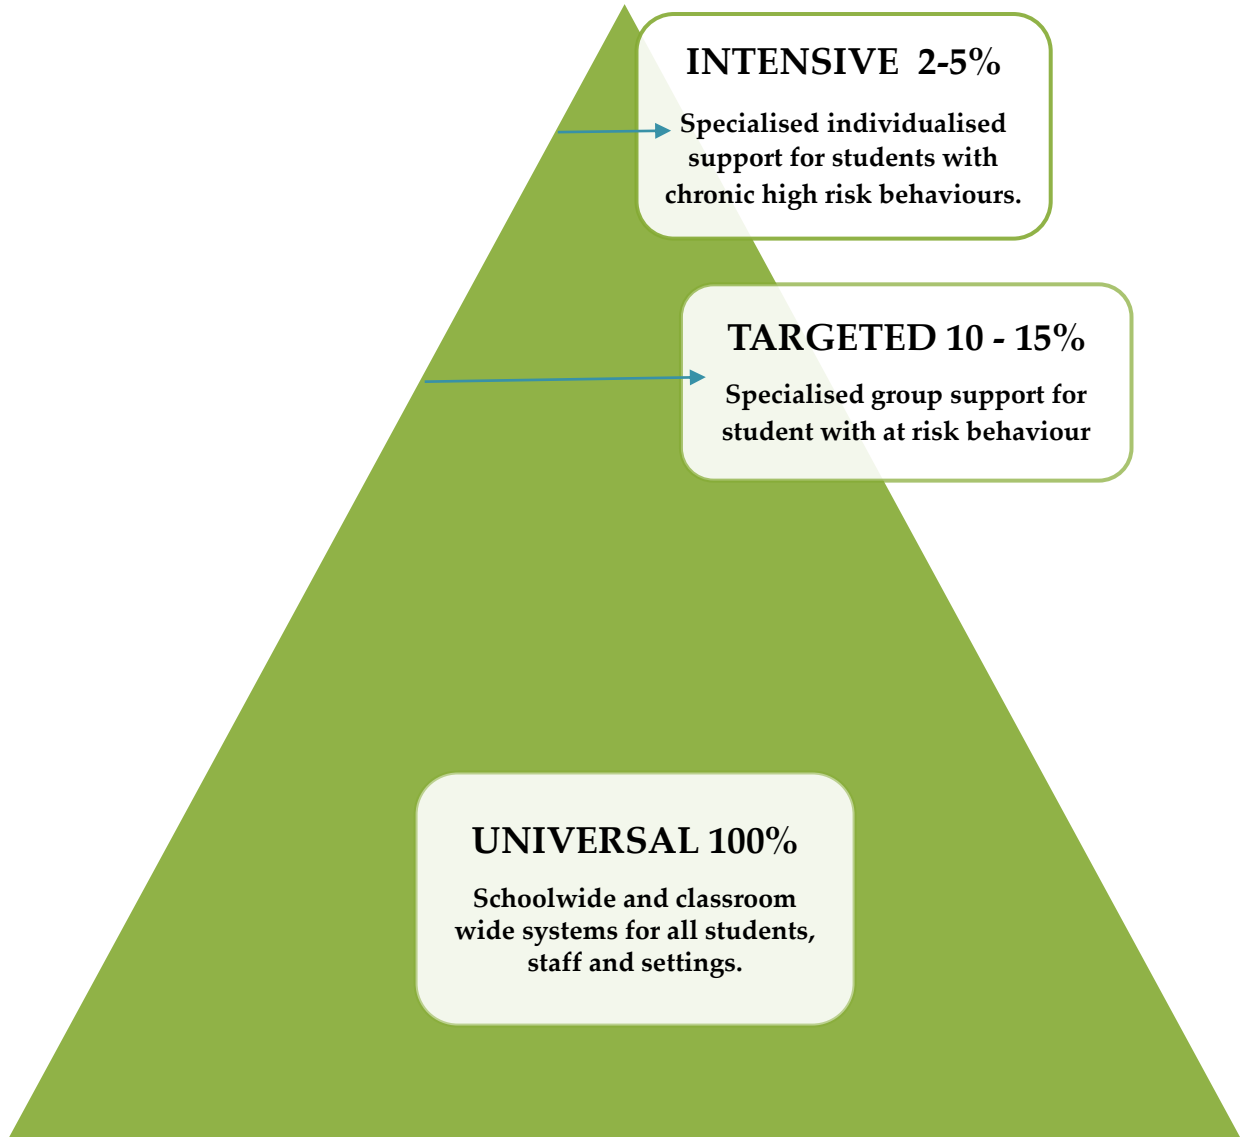 INTENSIVE  2-5%
Specialised individualised
support for students with
chronic high risk behaviours.
TARGETED 10 - 15%
Specialised group support for
student with at risk behaviour
UNIVERSAL 100%
Schoolwide and classroom
wide systems for all students,
staff and settings.